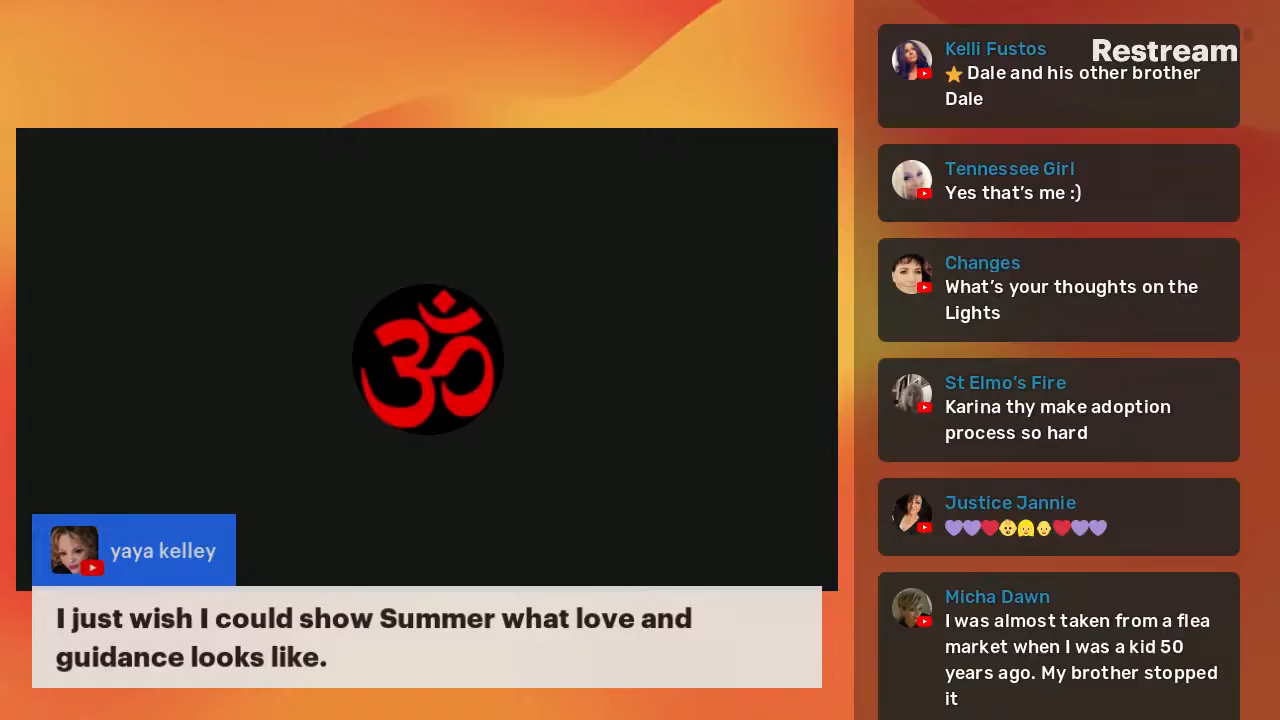 ॐ
yaya kelley
I just wish I could show Summer what love and
guidance looks like.
Restream
Kelli Fustos
⭐ Dale and his other brother
Dale
Tennessee Girl
Yes that's me :)
Changes
What's your thoughts on the
Lights
St Elmo's Fire
Karina thy make adoption
process so hard
Justice Jannie
💜💜❤️👶👱‍♀️👨‍🦲❤️💜💜
Micha Dawn
I was almost taken from a flea
market when I was a kid 50
years ago. My brother stopped
it